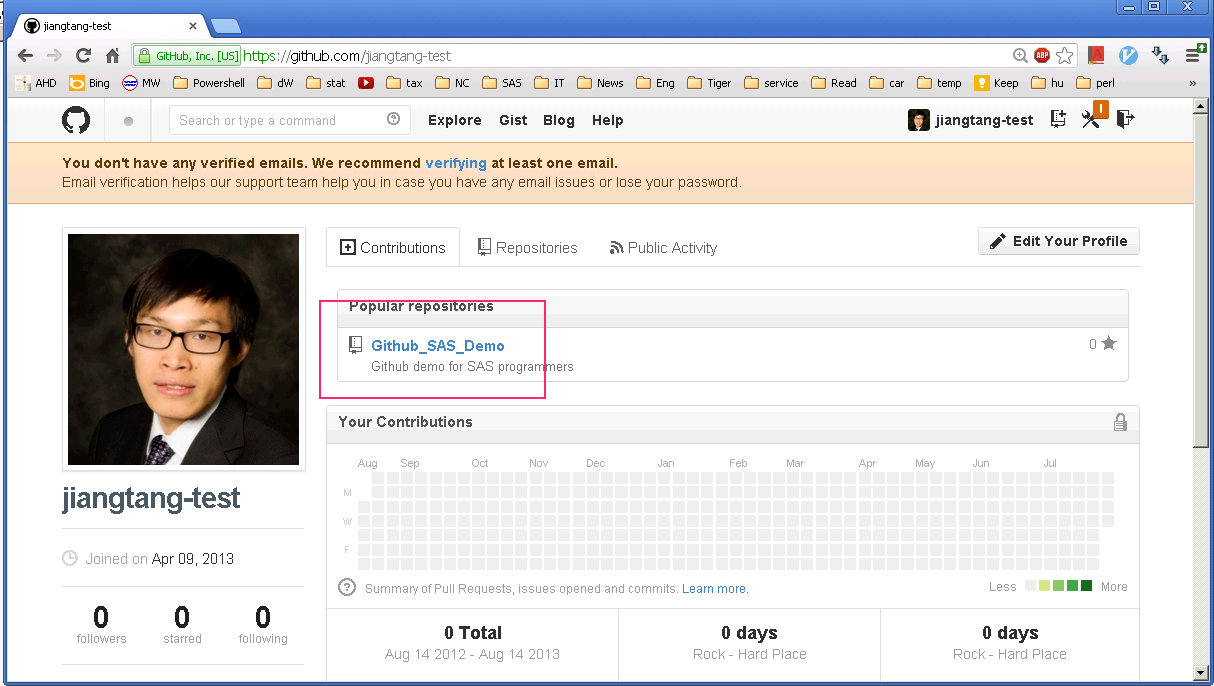 jiangtang-test
GitHub, Inc. [US] https://github.com/jiangtang-test
ABP
AHD Bing MW Powershell dW stat tax NC SAS IT News Eng Tiger service Read car temp Keep hu perl »
Search or type a command
Explore Gist Blog Help
jiangtang-test
You don't have any verified emails. We recommend verifying at least one email.
Email verification helps our support team help you in case you have any email issues or lose your password.
Contributions Repositories Public Activity
Edit Your Profile
Popular repositories
Github_SAS_Demo
0
Github demo for SAS programmers
Your Contributions
Aug Sep Oct Nov Dec Jan Feb Mar Apr May Jun Jul
M
W
F
Summary of Pull Requests, issues opened and commits. Learn more.
Less More
0 Total
Aug 14 2012 - Aug 14 2013
0 days
Rock - Hard Place
0 days
Rock - Hard Place
jiangtang-test
Joined on Apr 09, 2013
0 0 0
followers starred following